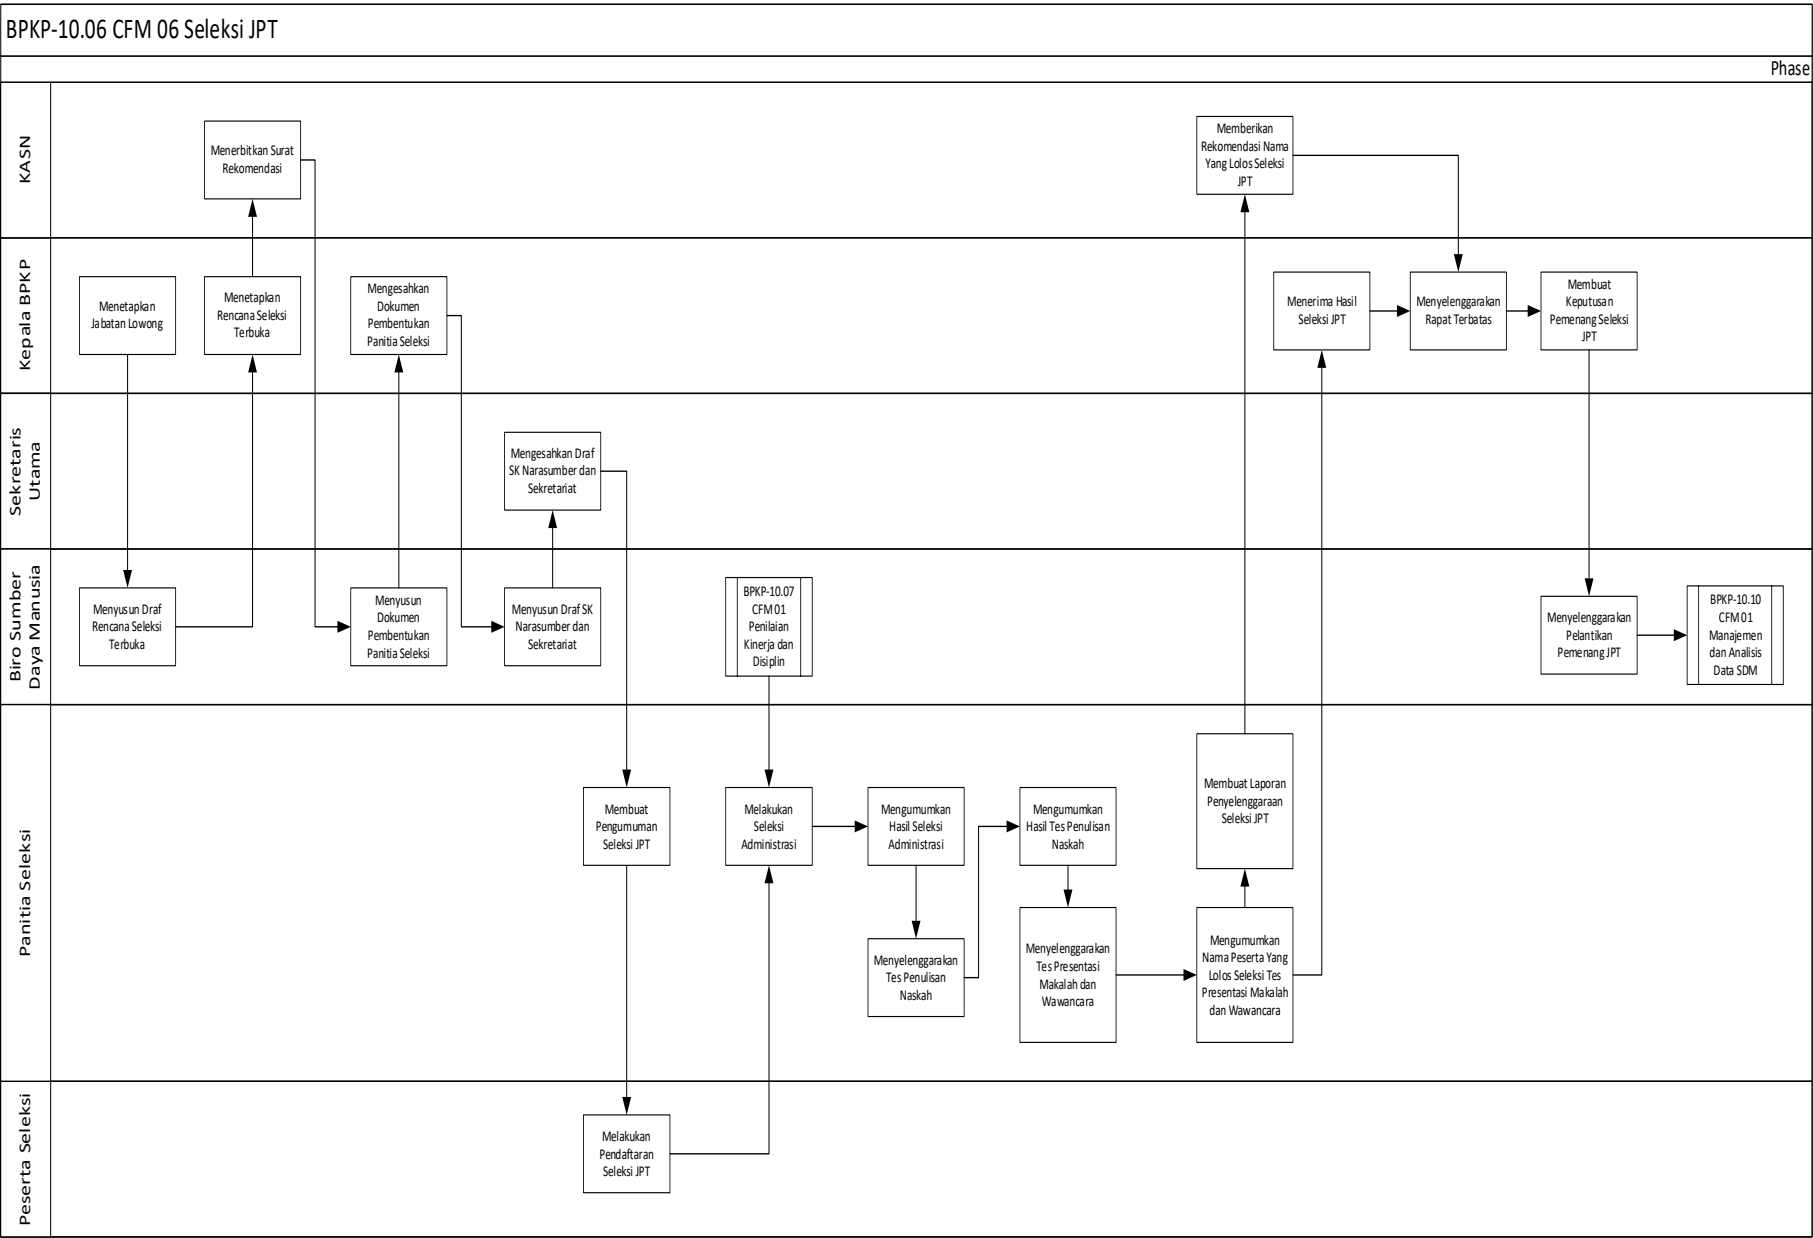 BPKP-10.06 CFM 06 Seleksi JPT
Phase
KASN
Menerbitkan Surat
Rekomendasi
Memberikan
Rekomendasi Nama
Yang Lolos Seleksi
JPT
Kepala BPKP
Menetapkan
Jabatan Lowong
Menetapkan
Rencana Seleksi
Terbuka
Mengesahkan
Dokumen
Pembentukan
Panitia Seleksi
Menerima Hasil
Seleksi JPT
Menyelenggarakan
Rapat Terbatas
Membuat
Keputusan
Pemenang Seleksi
JPT
Sekretaris
Utama
Mengesahkan Draf
SK Narasumber dan
Sekretariat
Biro Sumber
Daya Manusia
Menyusun Draf
Rencana Seleksi
Terbuka
Menyusun
Dokumen
Pembentukan
Panitia Seleksi
Menyusun Draf SK
Narasumber dan
Sekretariat
BPKP-10.07
CFM 01
Penilaian
Kinerja dan
Disiplin
Menyelenggarakan
Pelantikan
Pemenang JPT
BPKP-10.10
CFM 01
Manajemen
dan Analisis
Data SDM
Panitia Seleksi
Membuat
Pengumuman
Seleksi JPT
Melakukan
Seleksi
Administrasi
Mengumumkan
Hasil Seleksi
Administrasi
Menyelenggarakan
Tes Penulisan
Naskah
Mengumumkan
Hasil Tes Penulisan
Naskah
Menyelenggarakan
Tes Presentasi
Makalah dan
Wawancara
Membuat Laporan
Penyelenggaraan
Seleksi JPT
Mengumumkan
Nama Peserta Yang
Lolos Seleksi Tes
Presentasi Makalah
dan Wawancara
Peserta Seleksi
Melakukan
Pendaftaran
Seleksi JPT